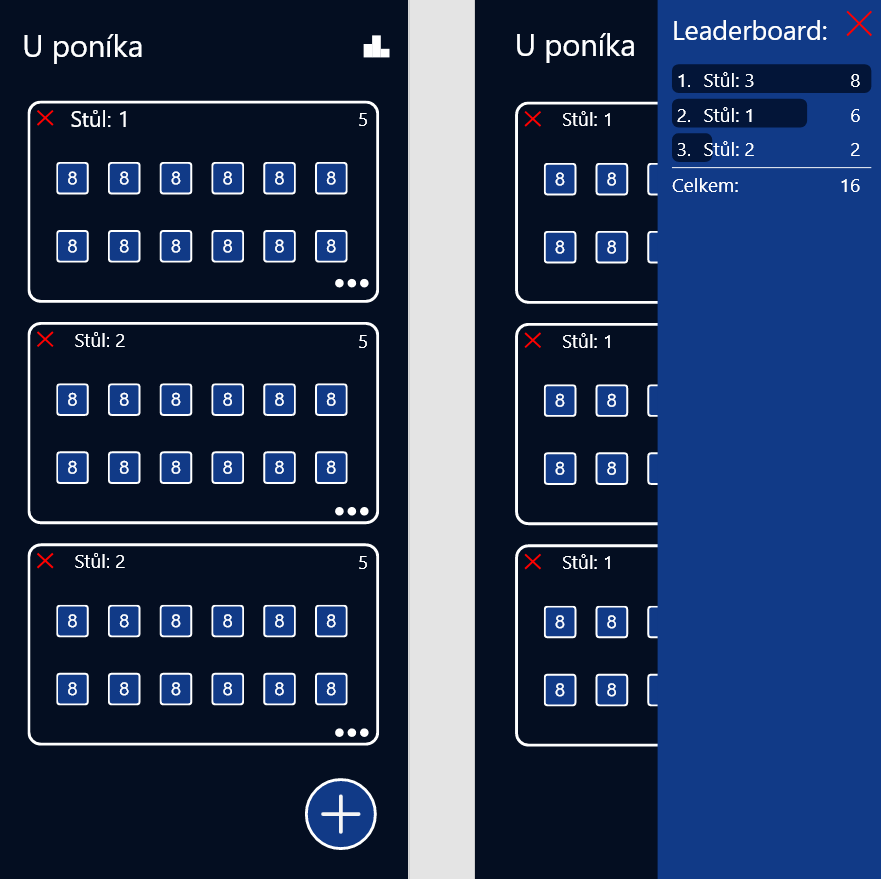 U poníka
Stůl: 1 5
8 8 8 8 8 8
8 8 8 8 8 8
Stůl: 2 5
8 8 8 8 8 8
8 8 8 8 8 8
Stůl: 2 5
8 8 8 8 8 8
8 8 8 8 8 8
U poníka
Stůl: 1
8 8
8 8
Stůl: 1
8 8
8 8
Stůl: 1
8 8
8 8
Leaderboard:
1. Stůl: 3 8
2. Stůl: 1 6
3. Stůl: 2 2
Celkem: 16